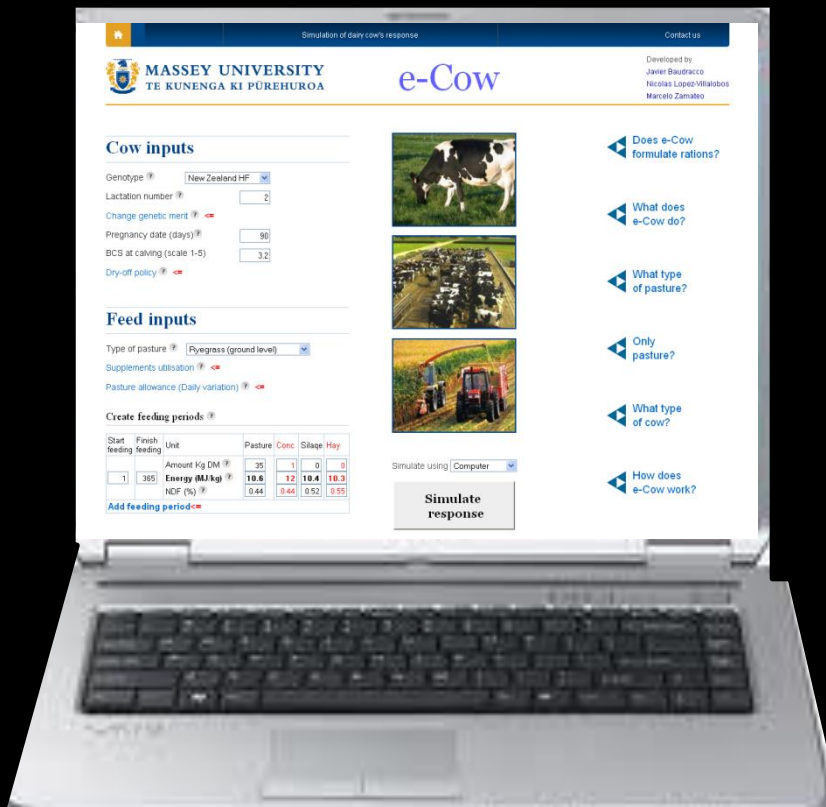 Simulation of dairy cow's response
Contact us
MASSEY UNIVERSITY
TE KUNENGA KI PŪREHUROA
e-Cow
Developed by
Javier Baudracco
Nicolas Lopez-Villalobos
Marcelo Zamateo
Cow inputs
Genotype ? New Zealand HF
Lactation number ? 2
Change genetic merit ? <=
Pregnancy date (days) ? 90
BCS at calving (scale 1-5) 3.2
Dry-off policy ? <=
Feed inputs
Type of pasture ? Ryegrass (ground level)
Supplements utilisation ? <=
Pasture allowance (Daily variation) ? <=
Create feeding periods ?
Start feeding Finish feeding Unit Pasture Conc Silage Hay
Amount Kg DM ? 35 1 0 0
1 365 Energy (MJ/kg) ? 10.6 12 10.4 10.3
NDF (%) ? 0.44 0.44 0.52 0.55
Add feeding period<=
Simulate using Computer
Simulate
response
Does e-Cow
formulate rations?
What does
e-Cow do?
What type
of pasture?
Only
pasture?
What type
of cow?
How does
e-Cow work?